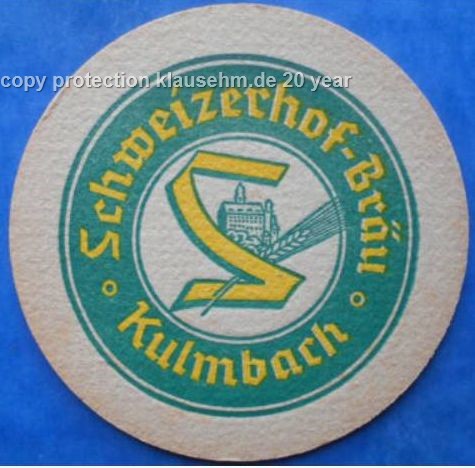 copy protection klausehm.de 20 year
Schweizerhof-Bräu
Kulmbach
S